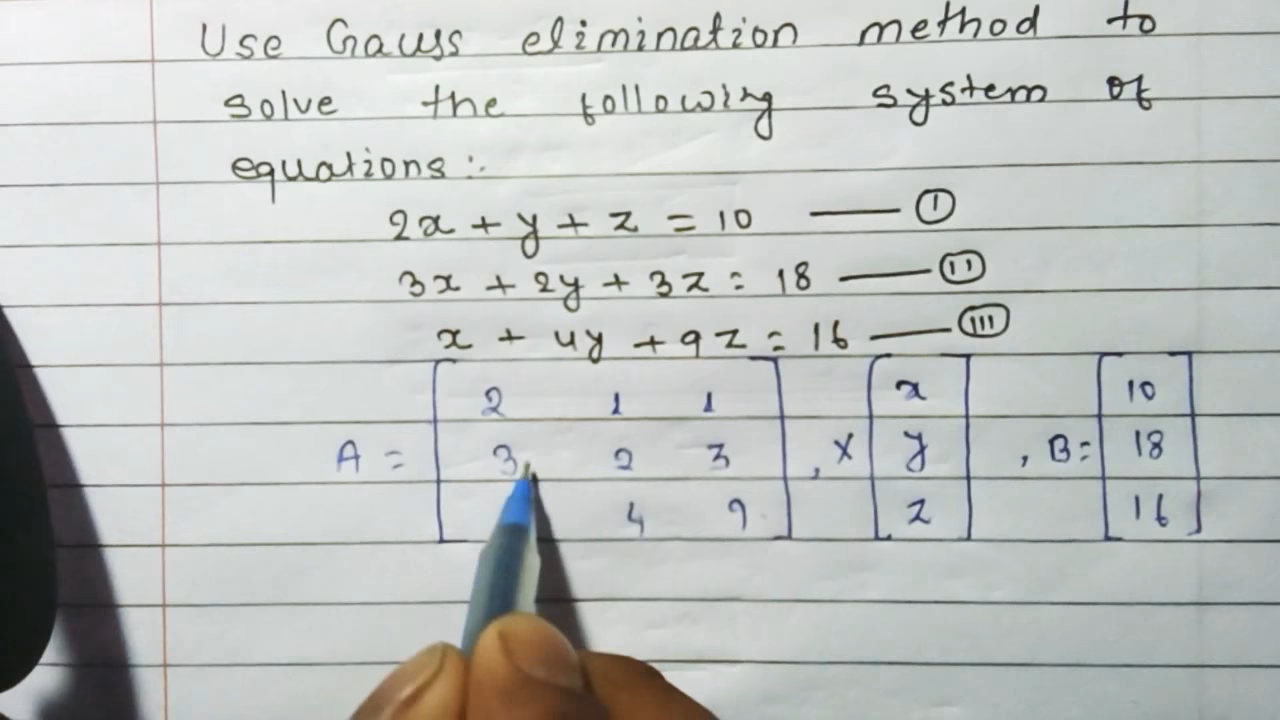 Use Gauss elimination method to
solve the following system of
equations:-
2x + y + z = 10 —— (I)
3x + 2y + 3z = 18 —— (II)
x + 4y + 9z = 16 —— (III)
2 1 1 x 10
A = 3 2 3 , X y , B = 18
4 9 z 16